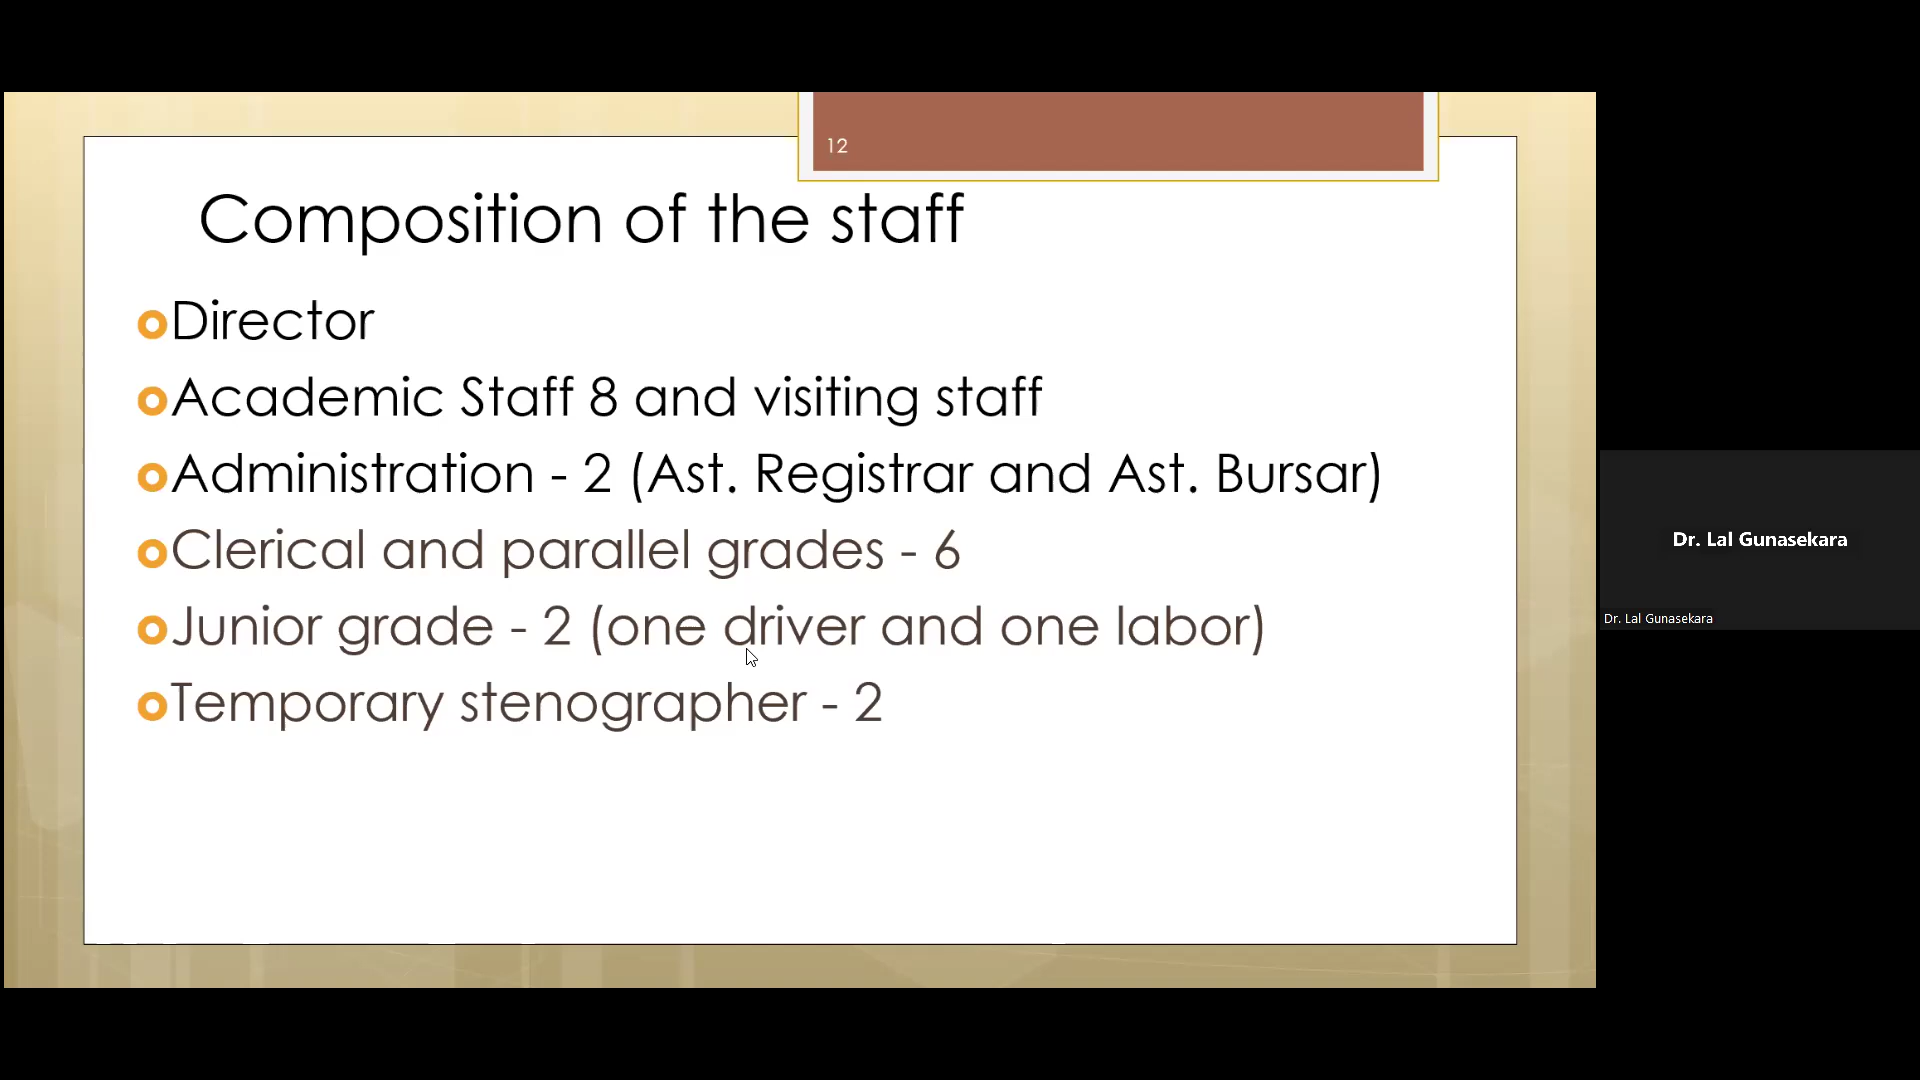 12
Composition of the staff
Director
Academic Staff 8 and visiting staff
Administration - 2 (Ast. Registrar and Ast. Bursar)
Clerical and parallel grades - 6
Junior grade - 2 (one driver and one labor)
Temporary stenographer - 2
Dr. Lal Gunasekara
Dr. Lal Gunasekara